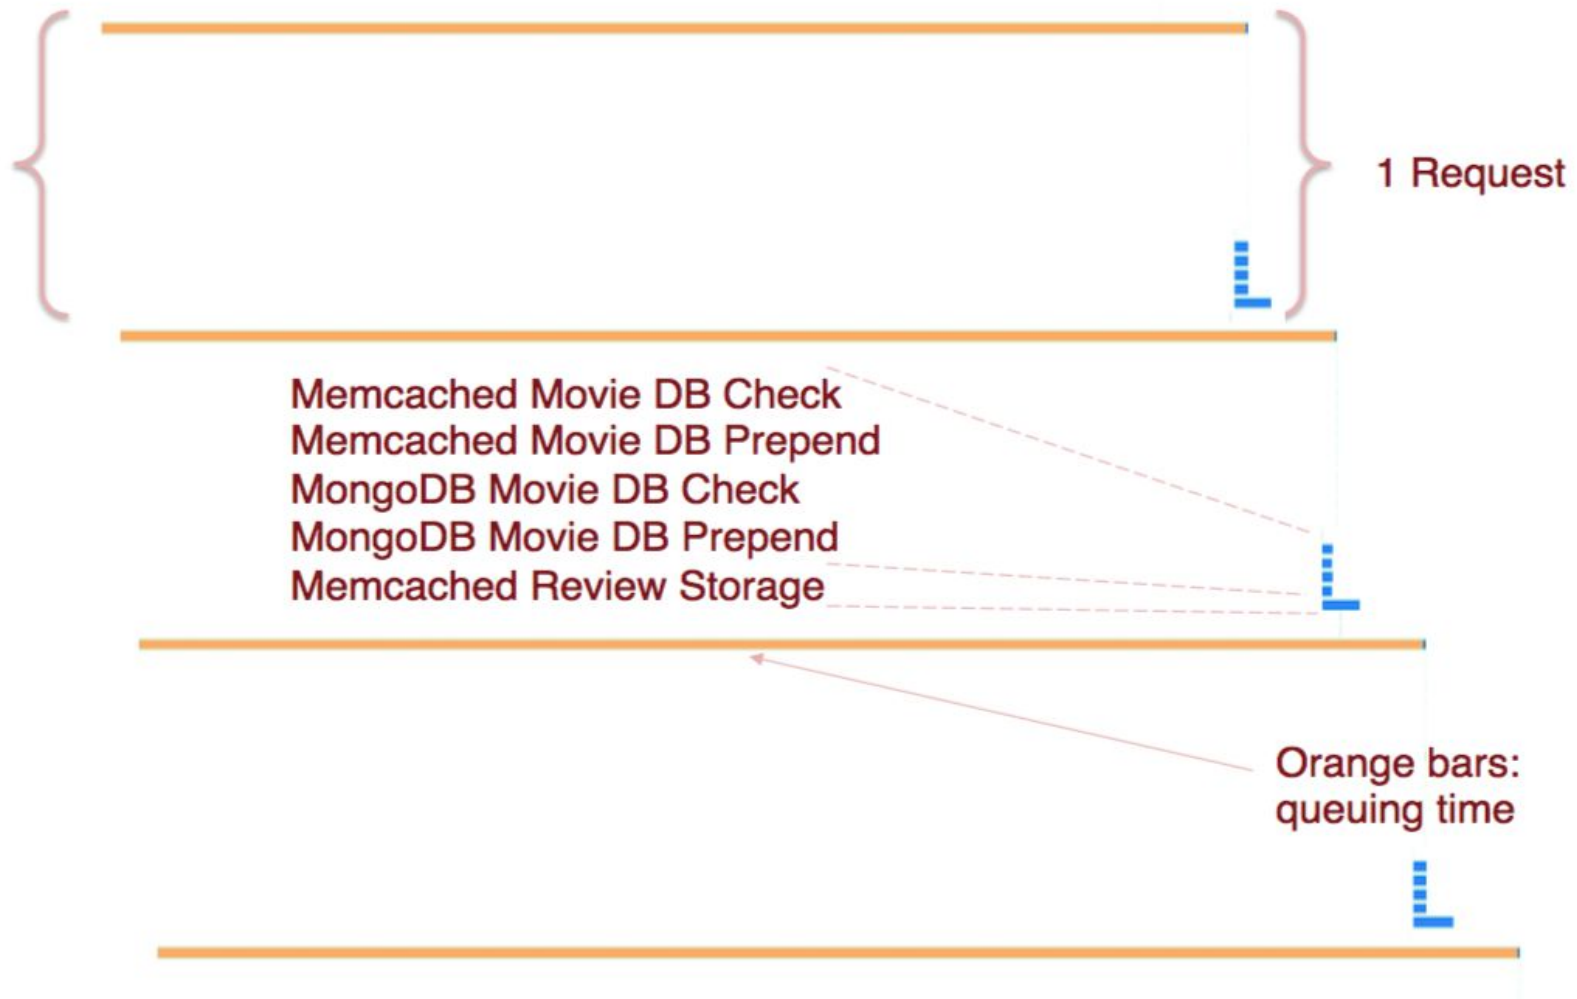 1 Request
Memcached Movie DB Check
Memcached Movie DB Prepend
MongoDB Movie DB Check
MongoDB Movie DB Prepend
Memcached Review Storage
Orange bars:
queuing time